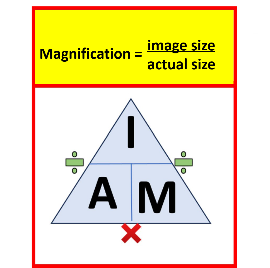 Magnification = image size
actual size
I
A M